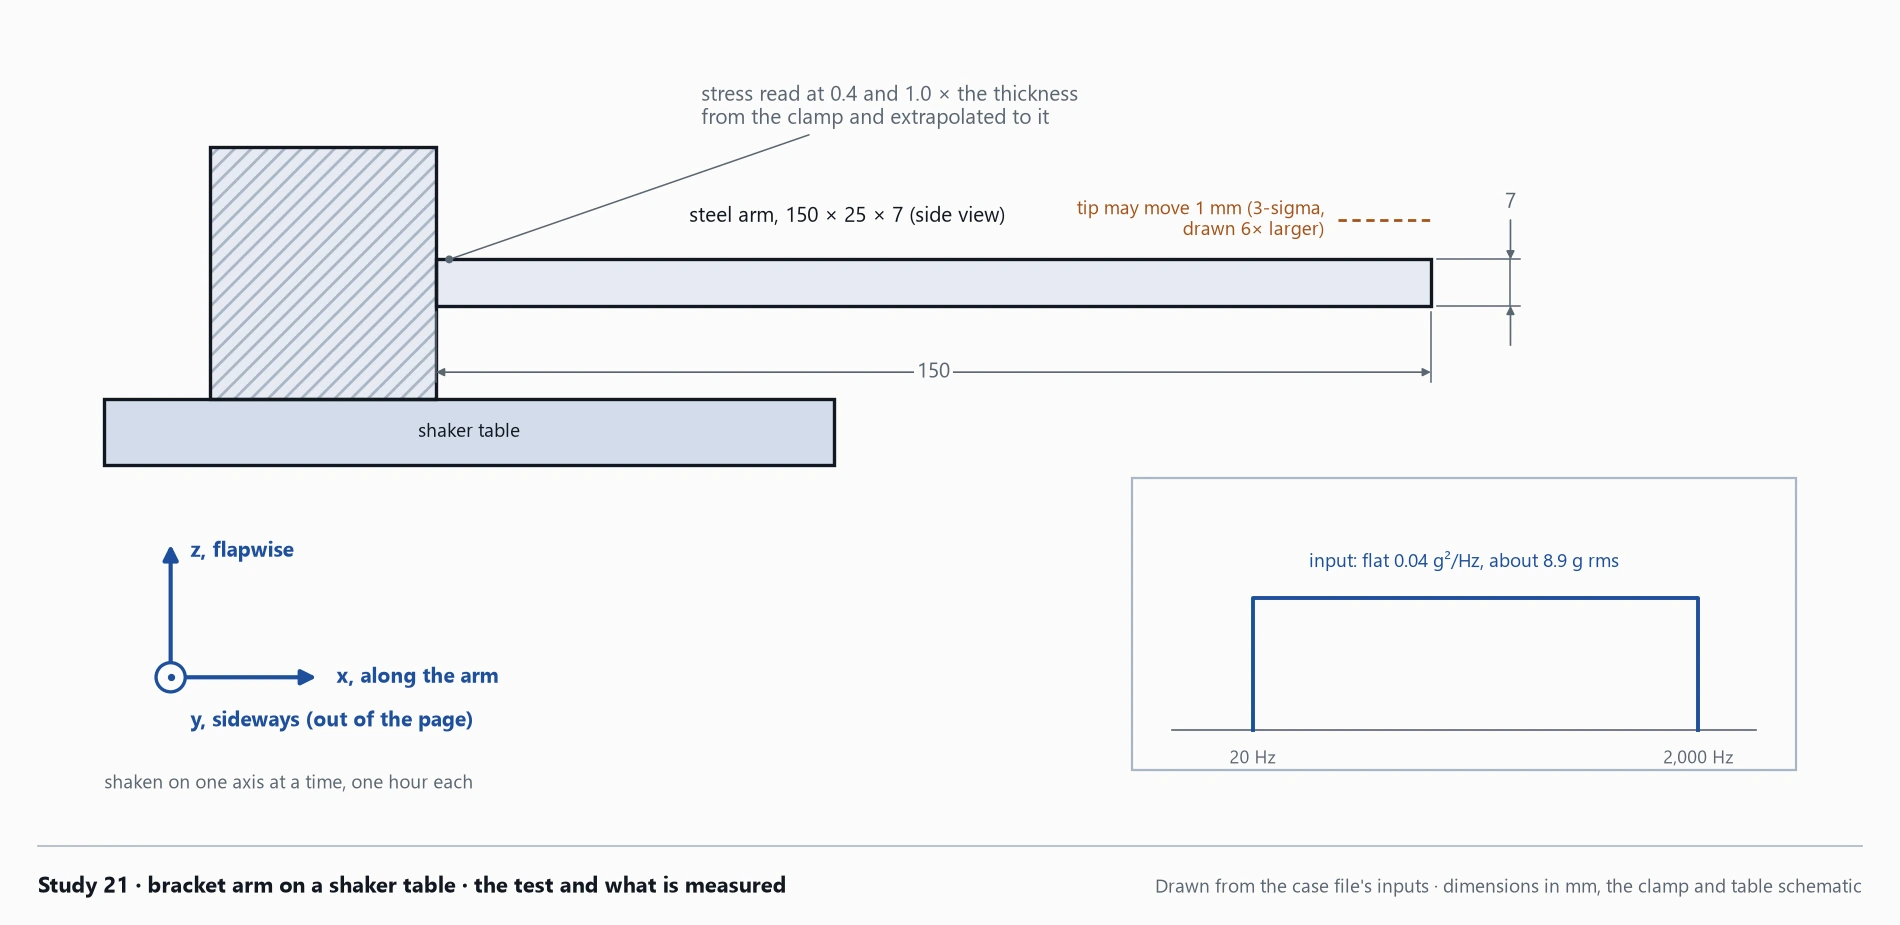 stress read at 0.4 and 1.0 × the thickness
from the clamp and extrapolated to it
steel arm, 150 × 25 × 7 (side view)
tip may move 1 mm (3-sigma,
drawn 6× larger)
7
150
shaker table
z, flapwise
x, along the arm
y, sideways (out of the page)
shaken on one axis at a time, one hour each
input: flat 0.04 g²/Hz, about 8.9 g rms
20 Hz
2,000 Hz
Study 21 · bracket arm on a shaker table · the test and what is measured
Drawn from the case file's inputs · dimensions in mm, the clamp and table schematic